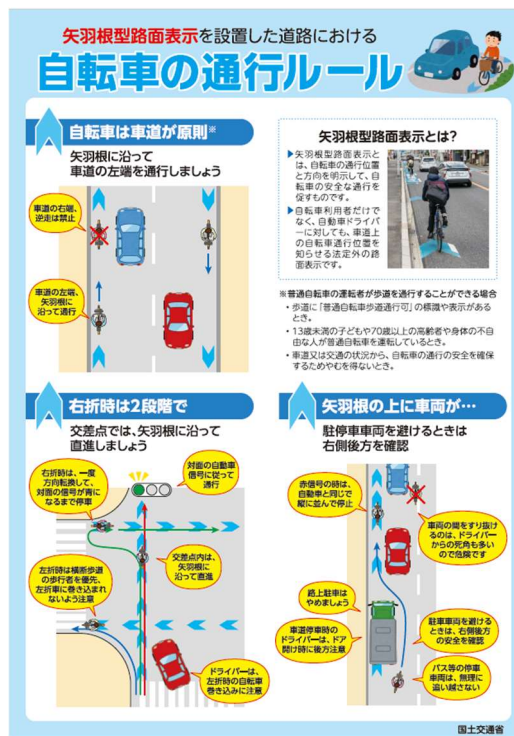 矢羽根型路面表示を設置した道路における
自転車の通行ルール
自転車は車道が原則※
矢羽根に沿って
車道の左端を通行しましょう
車道の右端、
逆走は禁止
車道の左端、
矢羽根に
沿って通行
矢羽根型路面表示とは?
▶矢羽根型路面表示と
は、自転車の通行位置
と方向を明示して、自
転車の安全な通行を
促すものです。
▶自転車利用者だけで
なく、自動車ドライバ
ーに対しても、車道上
の自転車通行位置を
知らせる法定外の路
面表示です。
※普通自転車の運転者が歩道を通行することができる場合
・歩道に「普通自転車歩道通行可」の標識や表示がある
とき。
・13歳未満の子どもや70歳以上の高齢者や身体の不自
由な人が普通自転車を運転しているとき。
・車道又は交通の状況から、自転車の通行の安全を確保
するためやむを得ないとき。
右折時は2段階で
交差点では、矢羽根に沿って
直進しましょう
右折時は、一度
方向転換して、
対面の信号が青に
なるまで停車
対面の自動車
信号に従って
通行
交差点内は、
矢羽根に
沿って直進
左折時は横断歩道
の歩行者を優先、
左折車に巻き込まれ
ないよう注意
ドライバーは、
左折時の自転車
巻き込みに注意
矢羽根の上に車両が…
駐停車車両を避けるときは
右側後方を確認
赤信号の時は、
自動車と同じで
縦に並んで停止
車両の間をすり抜け
るのは、ドライバー
からの死角も多い
ので危険です
路上駐車は
やめましょう
車道停車時の
ドライバーは、ドア
開け時に後方注意
駐車車両を避ける
ときは、右側後方
の安全を確認
バス等の停車
車両は、無理に
追い越さない
国土交通省